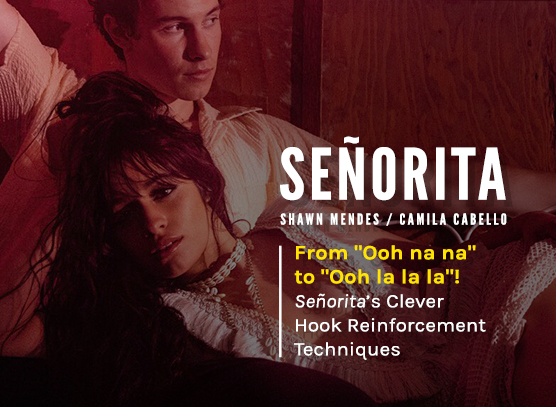 SEÑORITA
SHAWN MENDES / CAMILA CABELLO
From "Ooh na na"
to "Ooh la la la"!
Señorita's Clever
Hook Reinforcement
Techniques